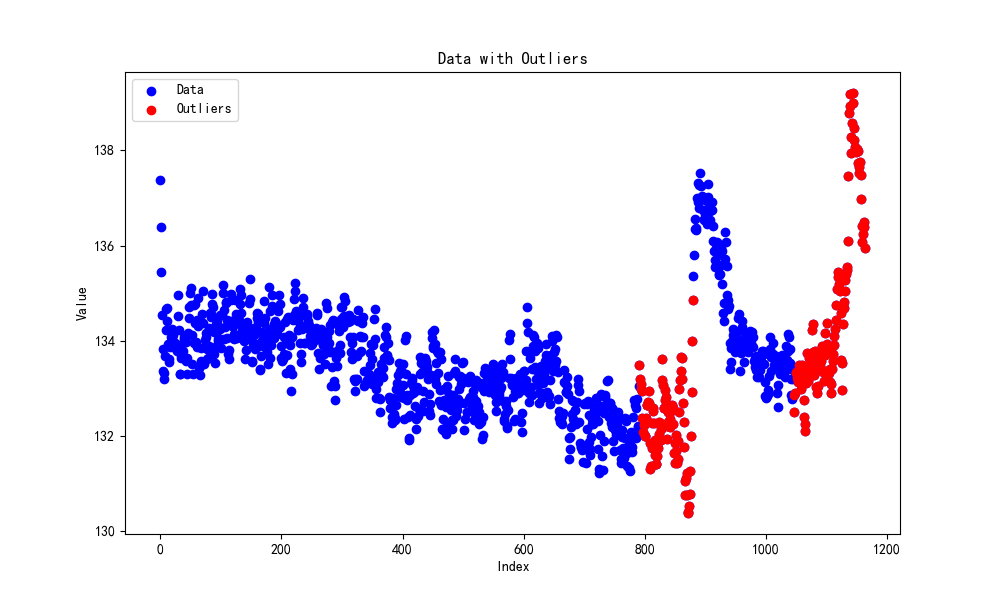 Data with Outliers
Data
Outliers
138
136
134
132
130
Value
0 200 400 600 800 1000 1200
Index